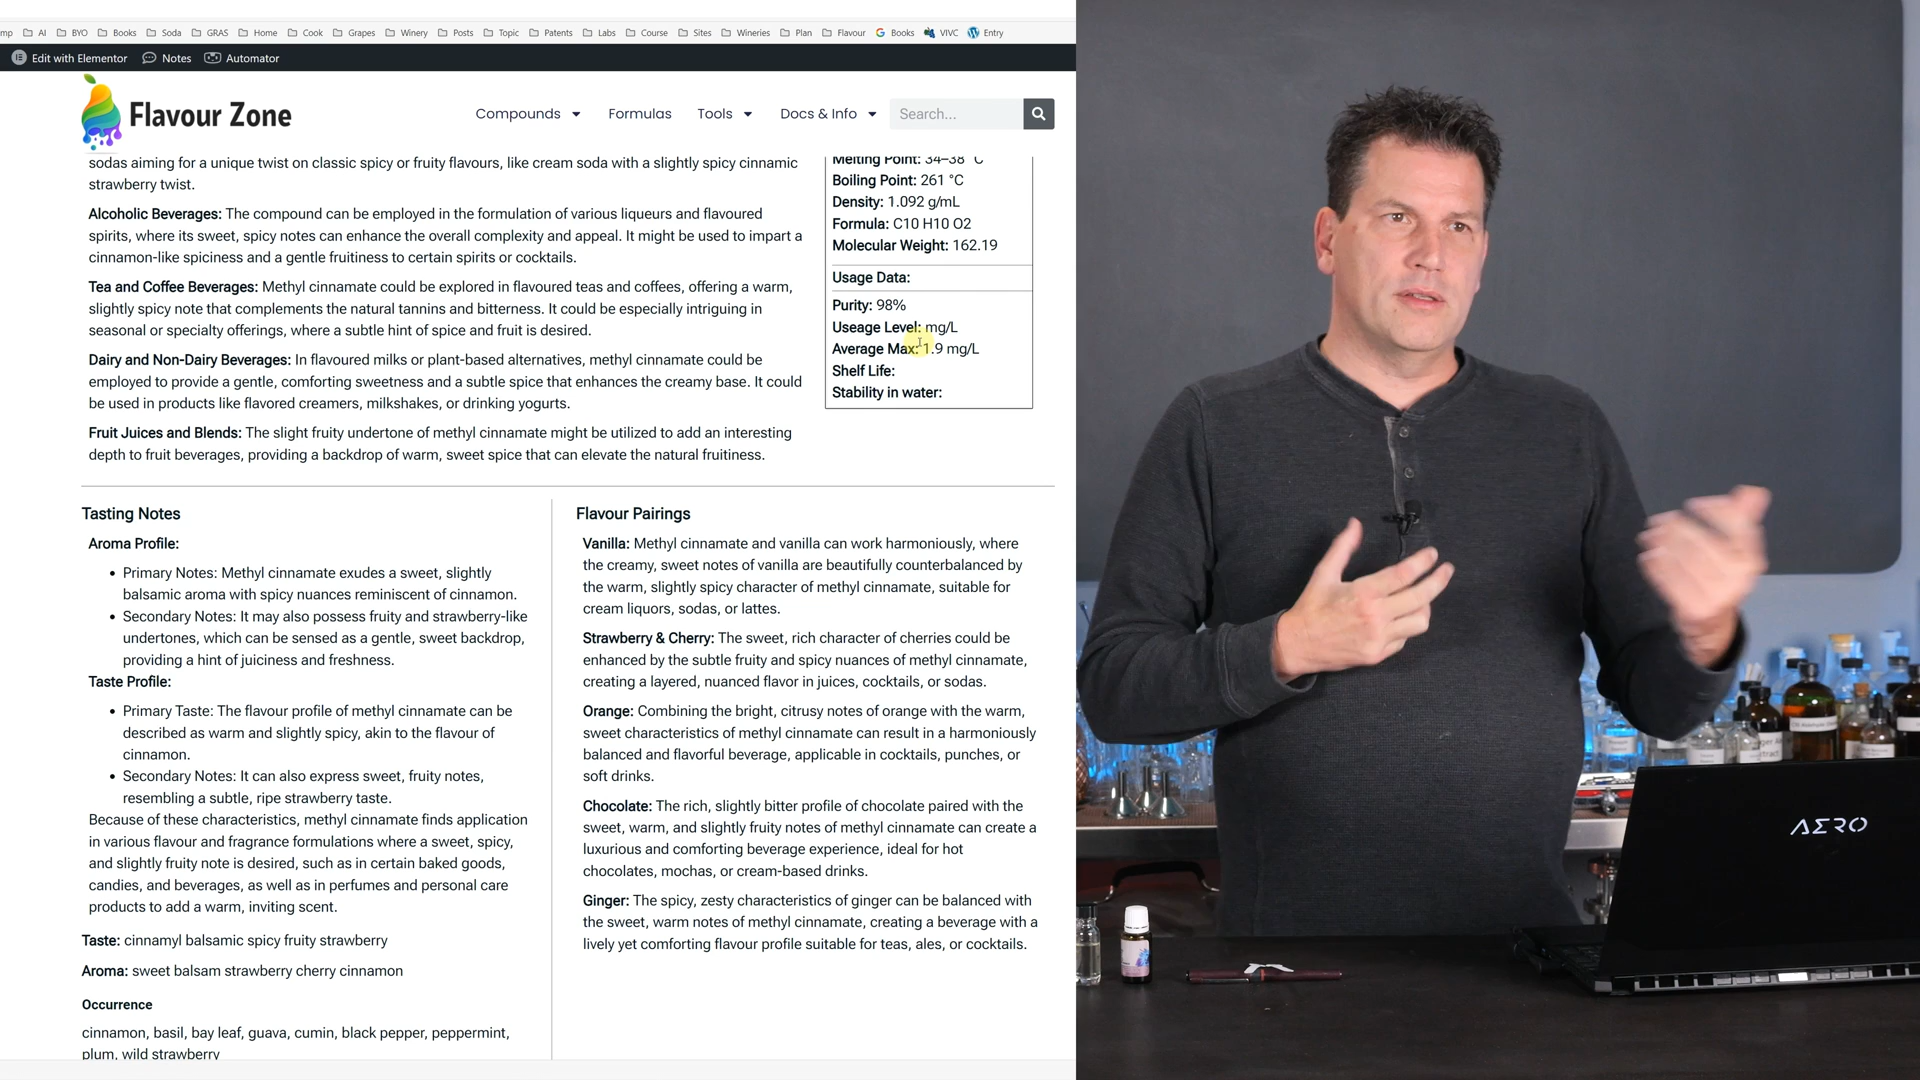 mp AI BYO Books Soda GRAS Home Cook Grapes Winery Posts Topic Patents Labs Course Sites Wineries Plan Flavour Books VIVC Entry
Edit with Elementor Notes Automator
Flavour Zone
Compounds Formulas Tools Docs & Info Search...
sodas aiming for a unique twist on classic spicy or fruity flavours, like cream soda with a slightly spicy cinnamic
strawberry twist.
Alcoholic Beverages: The compound can be employed in the formulation of various liqueurs and flavoured
spirits, where its sweet, spicy notes can enhance the overall complexity and appeal. It might be used to impart a
cinnamon-like spiciness and a gentle fruitiness to certain spirits or cocktails.
Tea and Coffee Beverages: Methyl cinnamate could be explored in flavoured teas and coffees, offering a warm,
slightly spicy note that complements the natural tannins and bitterness. It could be especially intriguing in
seasonal or specialty offerings, where a subtle hint of spice and fruit is desired.
Dairy and Non-Dairy Beverages: In flavoured milks or plant-based alternatives, methyl cinnamate could be
employed to provide a gentle, comforting sweetness and a subtle spice that enhances the creamy base. It could
be used in products like flavored creamers, milkshakes, or drinking yogurts.
Fruit Juices and Blends: The slight fruity undertone of methyl cinnamate might be utilized to add an interesting
depth to fruit beverages, providing a backdrop of warm, sweet spice that can elevate the natural fruitiness.
Melting Point: 34–38 °C
Boiling Point: 261 °C
Density: 1.092 g/mL
Formula: C10 H10 O2
Molecular Weight: 162.19
Usage Data:
Purity: 98%
Useage Level: mg/L
Average Max: 1.9 mg/L
Shelf Life:
Stability in water:
Tasting Notes
Aroma Profile:
• Primary Notes: Methyl cinnamate exudes a sweet, slightly
balsamic aroma with spicy nuances reminiscent of cinnamon.
• Secondary Notes: It may also possess fruity and strawberry-like
undertones, which can be sensed as a gentle, sweet backdrop,
providing a hint of juiciness and freshness.
Taste Profile:
• Primary Taste: The flavour profile of methyl cinnamate can be
described as warm and slightly spicy, akin to the flavour of
cinnamon.
• Secondary Notes: It can also express sweet, fruity notes,
resembling a subtle, ripe strawberry taste.
Because of these characteristics, methyl cinnamate finds application
in various flavour and fragrance formulations where a sweet, spicy,
and slightly fruity note is desired, such as in certain baked goods,
candies, and beverages, as well as in perfumes and personal care
products to add a warm, inviting scent.
Taste: cinnamyl balsamic spicy fruity strawberry
Aroma: sweet balsam strawberry cherry cinnamon
Occurrence
cinnamon, basil, bay leaf, guava, cumin, black pepper, peppermint,
plum, wild strawberry
Flavour Pairings
Vanilla: Methyl cinnamate and vanilla can work harmoniously, where
the creamy, sweet notes of vanilla are beautifully counterbalanced by
the warm, slightly spicy character of methyl cinnamate, suitable for
cream liquors, sodas, or lattes.
Strawberry & Cherry: The sweet, rich character of cherries could be
enhanced by the subtle fruity and spicy nuances of methyl cinnamate,
creating a layered, nuanced flavor in juices, cocktails, or sodas.
Orange: Combining the bright, citrusy notes of orange with the warm,
sweet characteristics of methyl cinnamate can result in a harmoniously
balanced and flavorful beverage, applicable in cocktails, punches, or
soft drinks.
Chocolate: The rich, slightly bitter profile of chocolate paired with the
sweet, warm, and slightly fruity notes of methyl cinnamate can create a
luxurious and comforting beverage experience, ideal for hot
chocolates, mochas, or cream-based drinks.
Ginger: The spicy, zesty characteristics of ginger can be balanced with
the sweet, warm notes of methyl cinnamate, creating a beverage with a
lively yet comforting flavour profile suitable for teas, ales, or cocktails.
AERO